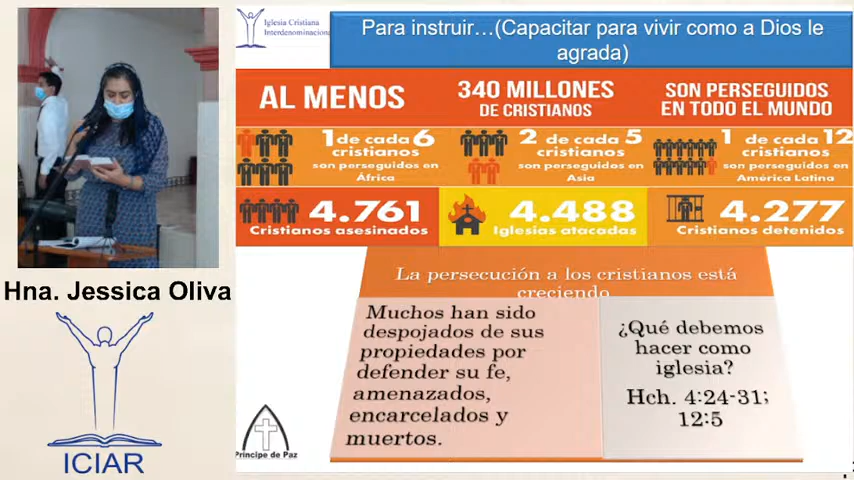 Iglesia Cristiana
Interdenominacional
Para instruir…(Capacitar para vivir como a Dios le
agrada)
AL MENOS
340 MILLONES
DE CRISTIANOS
SON PERSEGUIDOS
EN TODO EL MUNDO
1 de cada 6
cristianos
son perseguidos en
África
2 de cada 5
cristianos
son perseguidos en
Asia
1 de cada 12
cristianos
son perseguidos en
América Latina
4.761
Cristianos asesinados
4.488
Iglesias atacadas
4.277
Cristianos detenidos
La persecución a los cristianos está
creciendo
Muchos han sido
despojados de sus
propiedades por
defender su fe,
amenazados,
encarcelados y
muertos.
¿Qué debemos
hacer como
iglesia?
Hch. 4:24-31;
12:5
Hna. Jessica Oliva
ICIAR
Príncipe de Paz